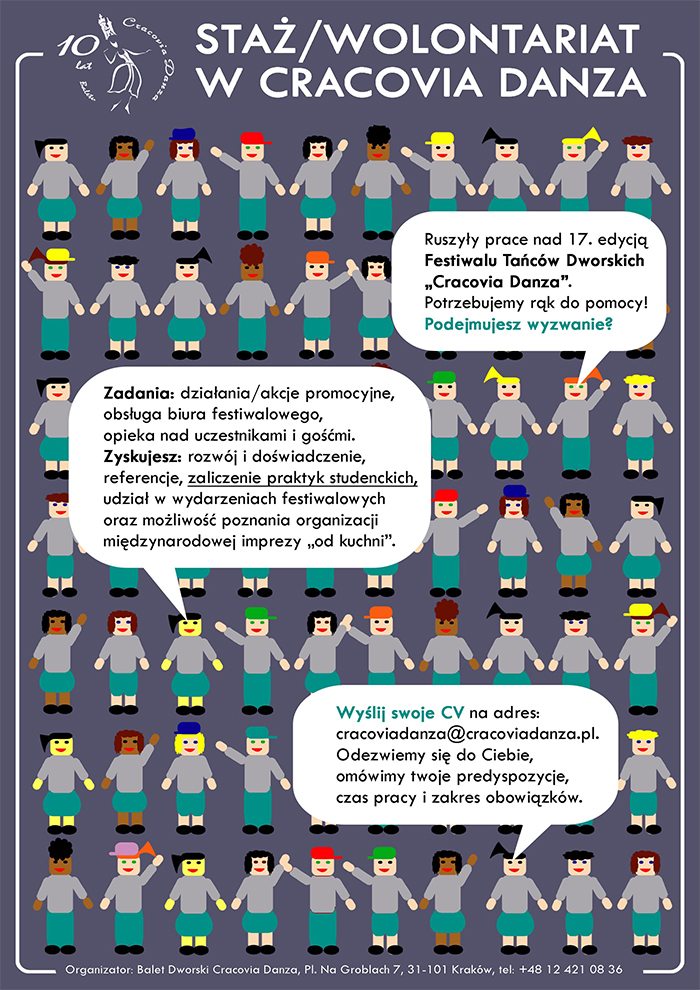 10 lat
Cracovia Danza
Balet
STAŻ/WOLONTARIAT
W CRACOVIA DANZA
Ruszyły prace nad 17. edycją
Festiwalu Tańców Dworskich
„Cracovia Danza”.
Potrzebujemy rąk do pomocy!
Podejmujesz wyzwanie?
Zadania: działania/akcje promocyjne,
obsługa biura festiwalowego,
opieka nad uczestnikami i gośćmi.
Zyskujesz: rozwój i doświadczenie,
referencje, zaliczenie praktyk studenckich,
udział w wydarzeniach festiwalowych
oraz możliwość poznania organizacji
międzynarodowej imprezy „od kuchni”.
Wyślij swoje CV na adres:
cracoviadanza@cracoviadanza.pl.
Odezwiemy się do Ciebie,
omówimy twoje predyspozycje,
czas pracy i zakres obowiązków.
Organizator: Balet Dworski Cracovia Danza, Pl. Na Groblach 7, 31-101 Kraków, tel: +48 12 421 08 36